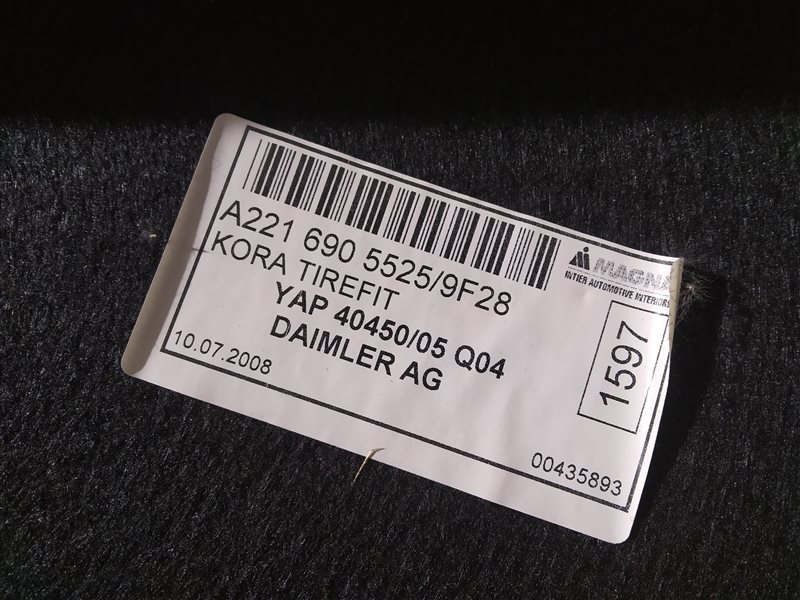 A221 690 5525/9F28
KORA TIREFIT
YAP 40450/05 Q04
DAIMLER AG
10.07.2008
MAGNA
INTIER AUTOMOTIVE INTERIORS
1597
00435893